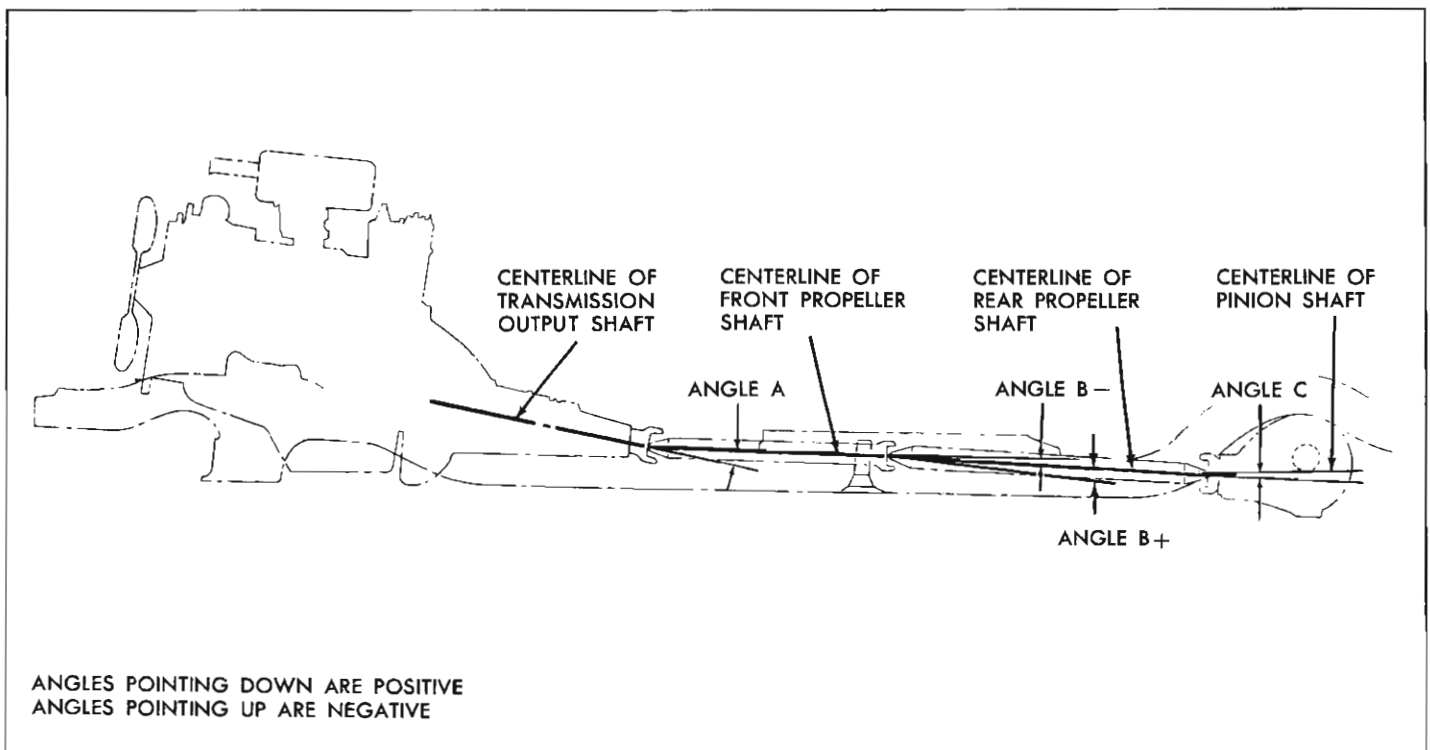 CENTERLINE OF
TRANSMISSION
OUTPUT SHAFT
CENTERLINE OF
FRONT PROPELLER
SHAFT
CENTERLINE OF
REAR PROPELLER
SHAFT
CENTERLINE OF
PINION SHAFT
ANGLE A
ANGLE B−
ANGLE C
ANGLE B+
ANGLES POINTING DOWN ARE POSITIVE
ANGLES POINTING UP ARE NEGATIVE